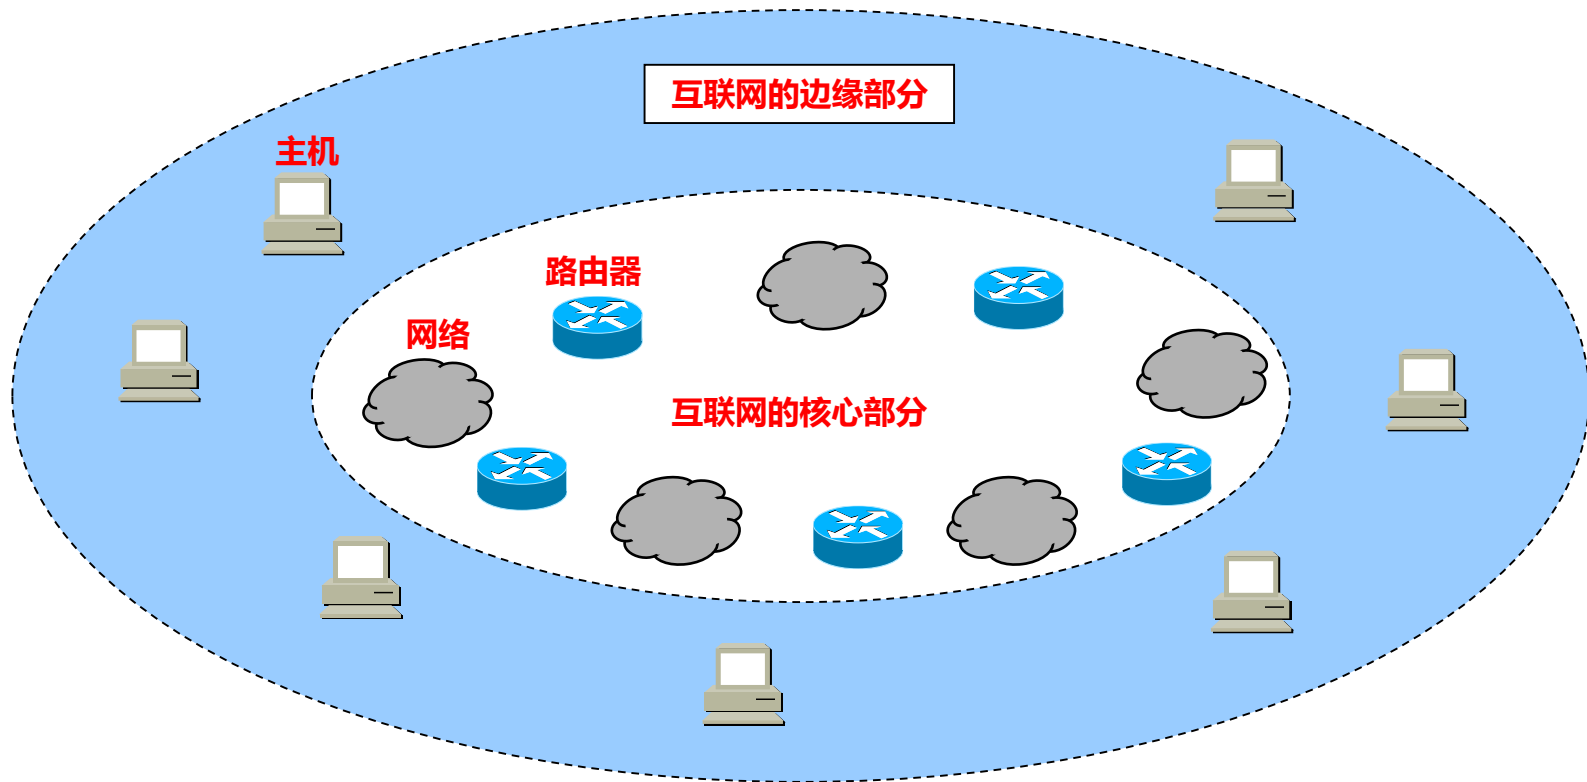 互联网的边缘部分
主机
路由器
网络
互联网的核心部分